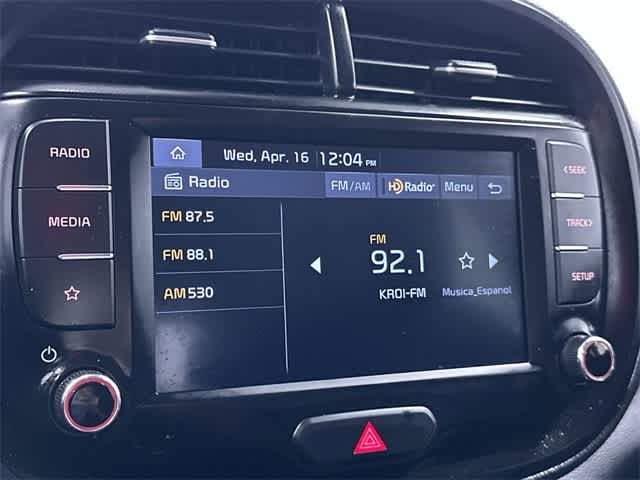 RADIO
MEDIA
Wed, Apr. 16 12:04 PM
Radio FM/AM HD Radio Menu
FM 87.5
FM 88.1
AM 530
FM
92.1
KROI-FM Musica_Espanol
< SEEK
TRACK >
SETUP